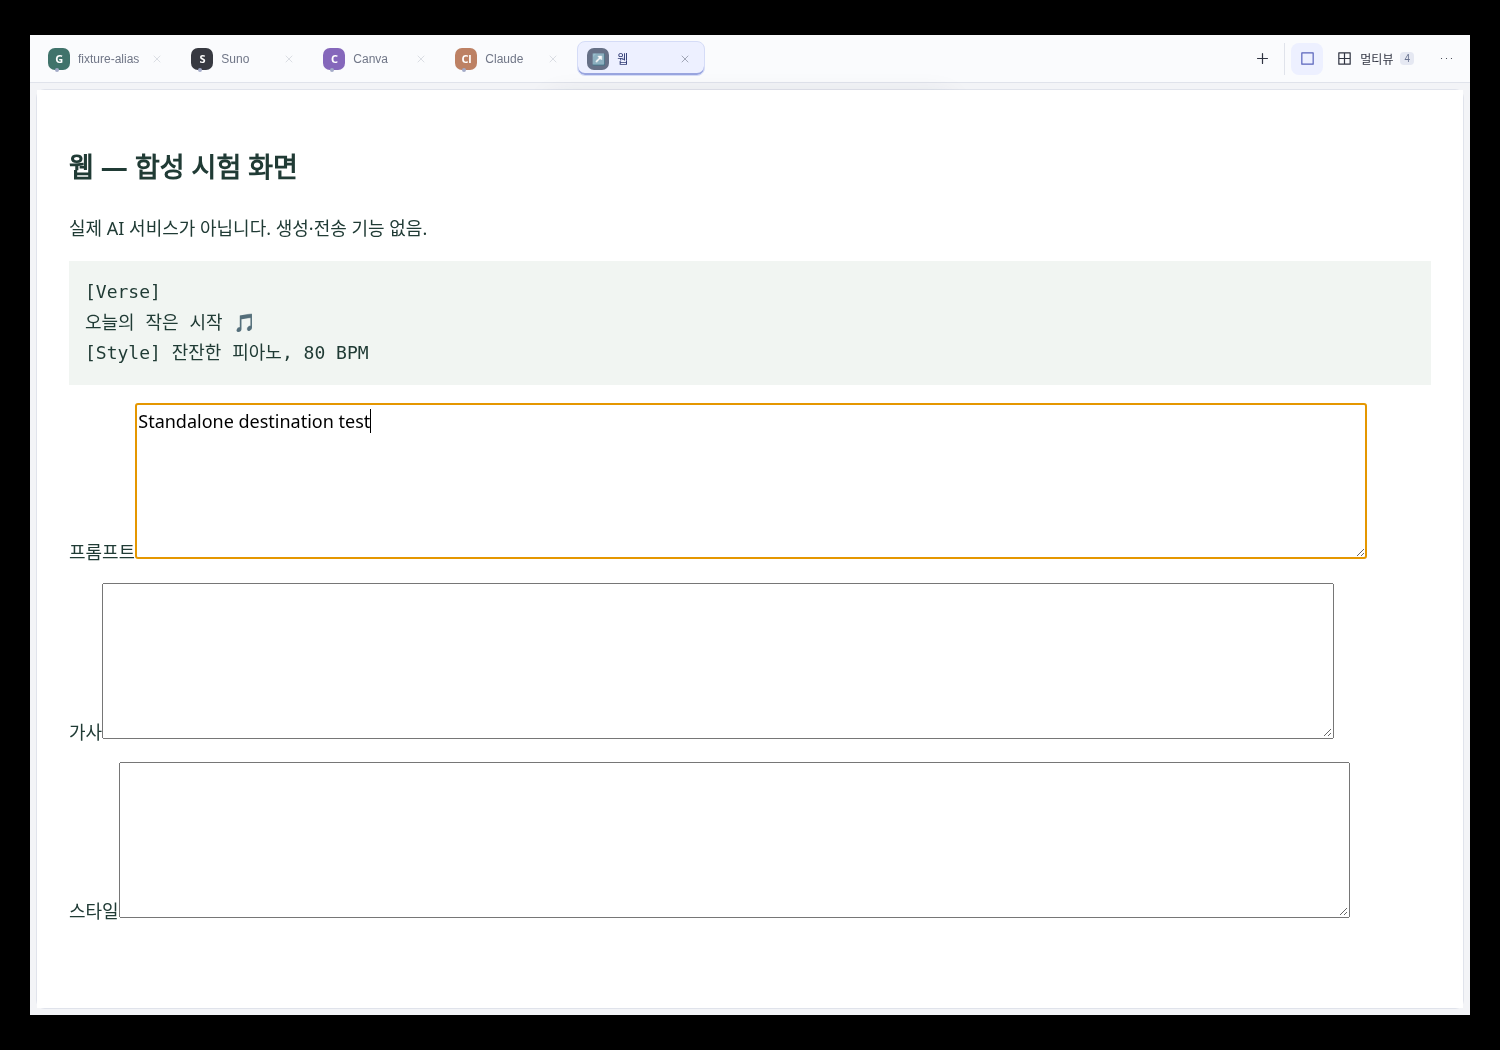 G fixture-alias
S Suno
C Canva
Cl Claude
웹
멀티뷰 4
웹 — 합성 시험 화면
실제 AI 서비스가 아닙니다. 생성·전송 기능 없음.
[Verse]
오늘의 작은 시작 🎵
[Style] 잔잔한 피아노, 80 BPM
Standalone destination test
프롬프트
가사
스타일